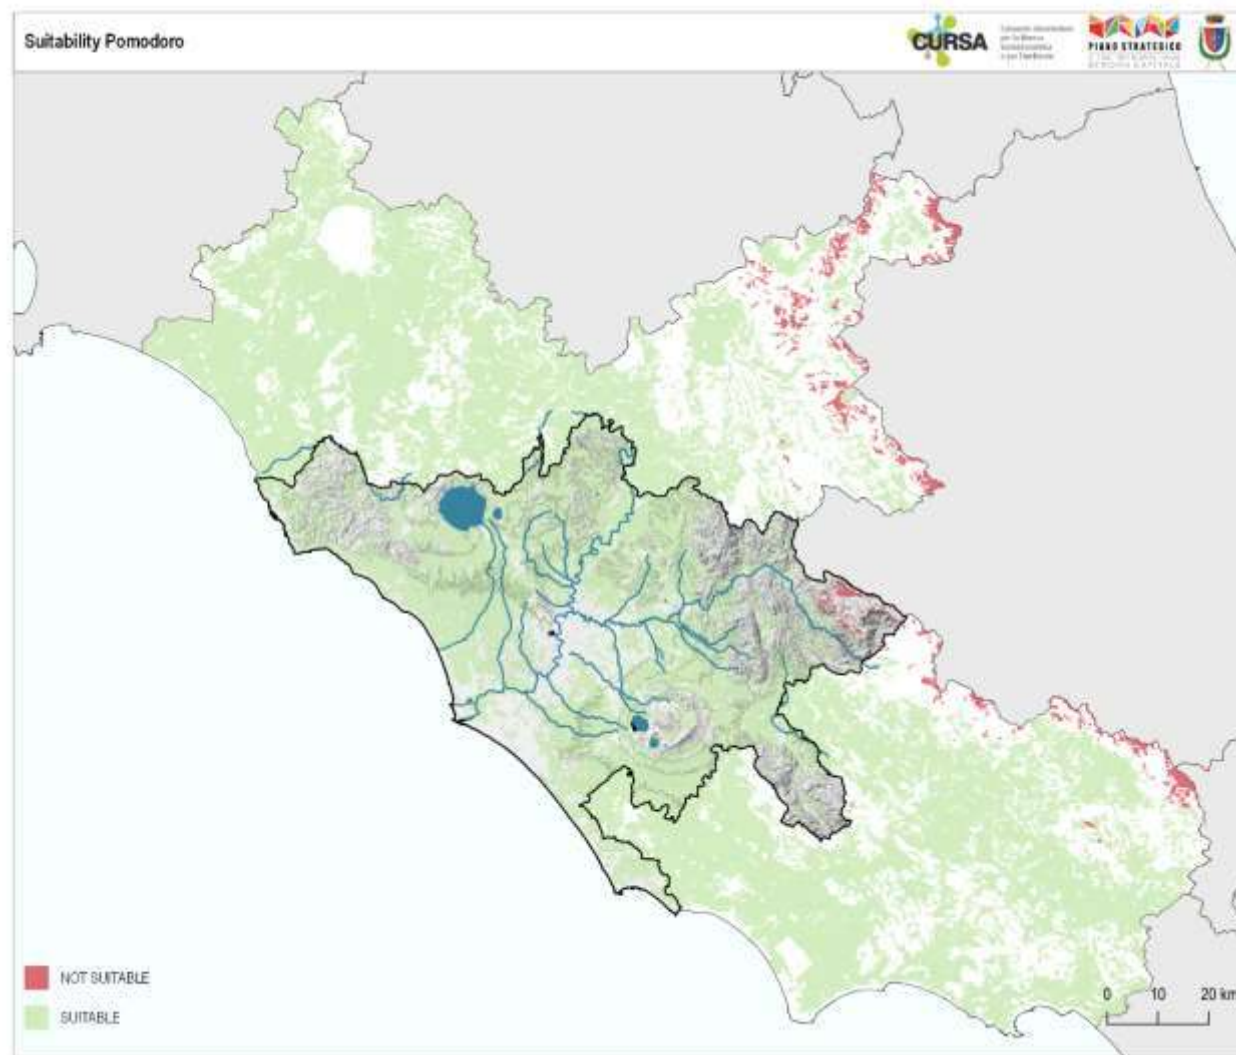 Suitability Pomodoro
CURSA
PIANO STRATEGICO
NOT SUITABLE
SUITABLE
0 10 20 km